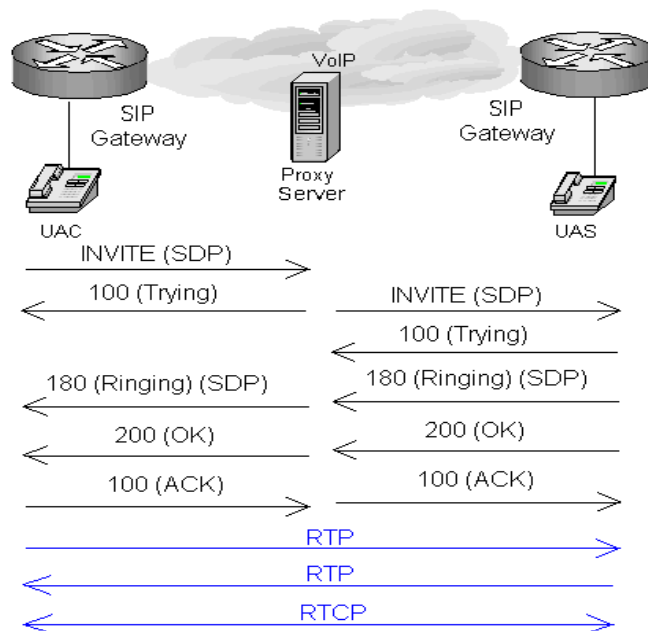 VoIP
SIP
Gateway
SIP
Gateway
Proxy
Server
UAC
UAS
INVITE (SDP)
100 (Trying)
INVITE (SDP)
100 (Trying)
180 (Ringing) (SDP)
180 (Ringing) (SDP)
200 (OK)
200 (OK)
100 (ACK)
100 (ACK)
RTP
RTP
RTCP